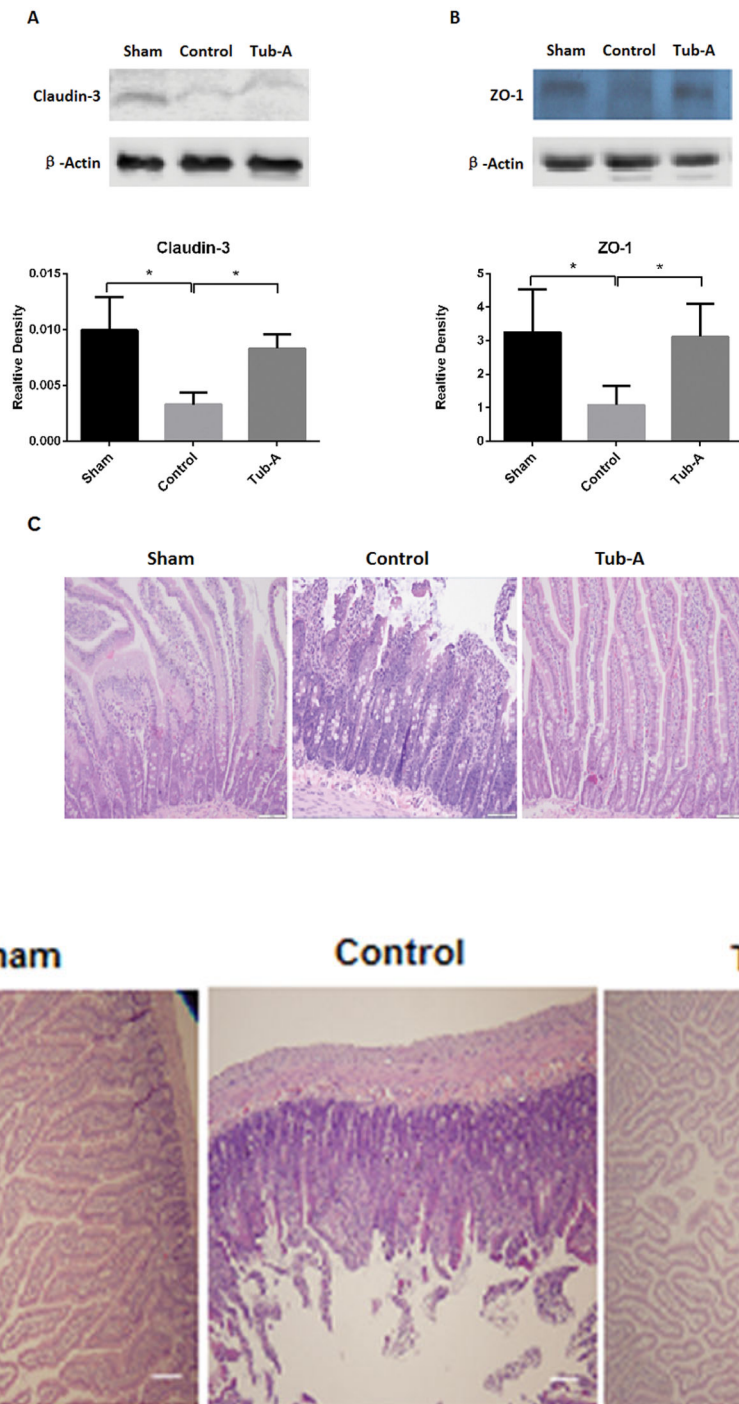 A
Sham Control Tub-A
Claudin-3
β-Actin
Claudin-3
Realtive Density
0.015
0.010
0.005
0.000
*
*
Sham
Control
Tub-A
B
Sham Control Tub-A
ZO-1
β-Actin
ZO-1
Realtive Density
5
4
3
2
1
0
*
*
Sham
Control
Tub-A
C
Sham Control Tub-A
ham Control T